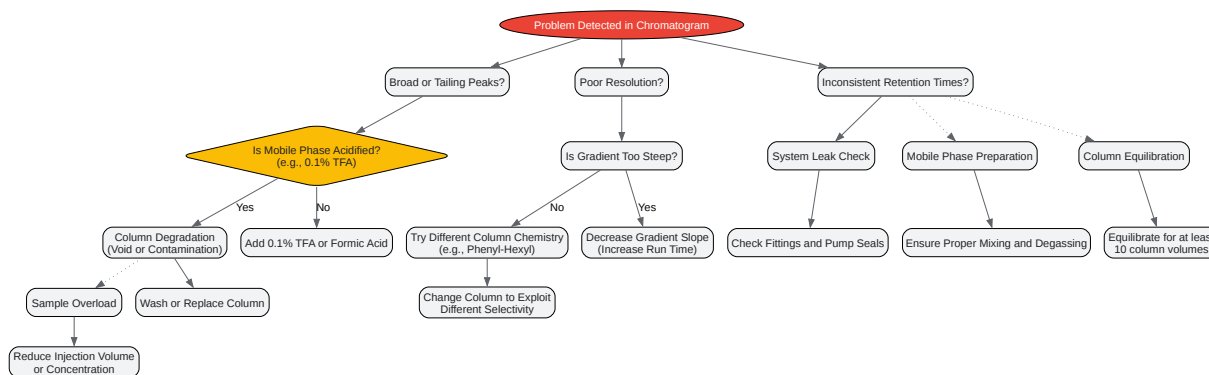 Problem Detected in Chromatogram
Broad or Tailing Peaks?
Poor Resolution?
Inconsistent Retention Times?
Is Mobile Phase Acidified?
(e.g., 0.1% TFA)
Is Gradient Too Steep?
System Leak Check
Mobile Phase Preparation
Column Equilibration
Yes
No
No
Yes
Column Degradation
(Void or Contamination)
Add 0.1% TFA or Formic Acid
Try Different Column Chemistry
(e.g., Phenyl-Hexyl)
Decrease Gradient Slope
(Increase Run Time)
Check Fittings and Pump Seals
Ensure Proper Mixing and Degassing
Equilibrate for at least
10 column volumes
Sample Overload
Wash or Replace Column
Change Column to Exploit
Different Selectivity
Reduce Injection Volume
or Concentration